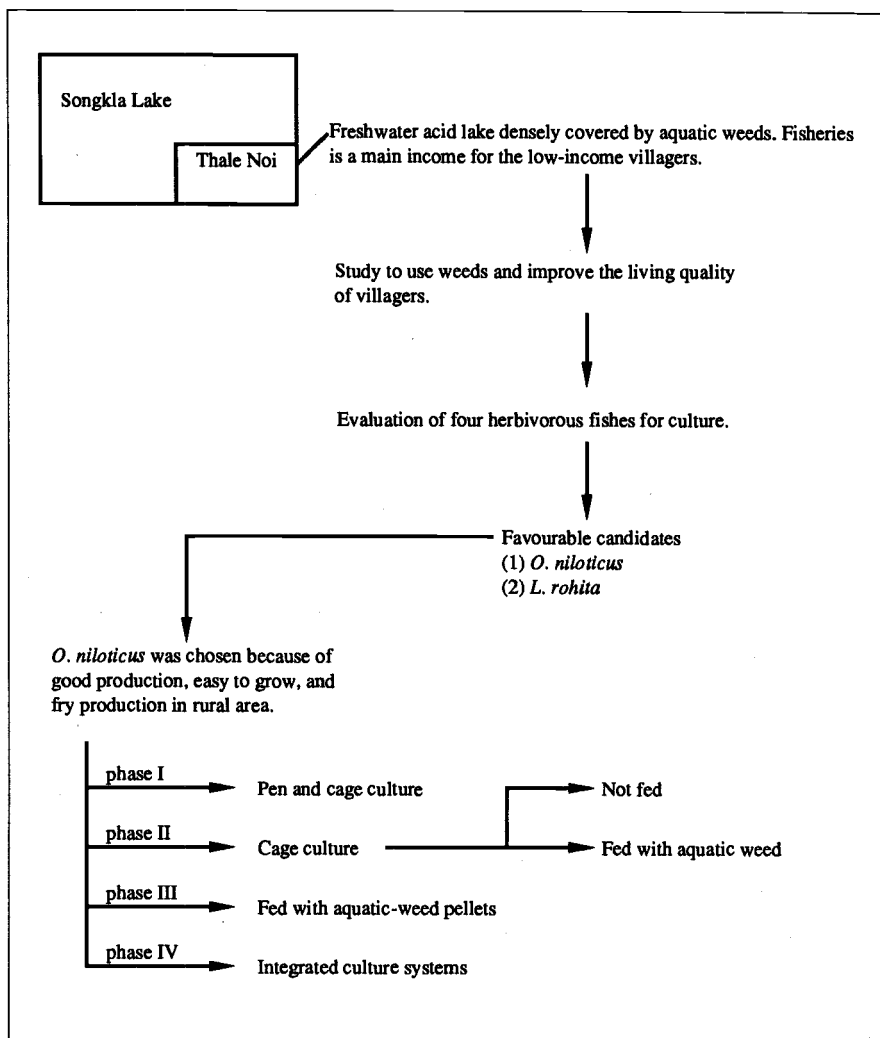 Songkla Lake
Thale Noi
Freshwater acid lake densely covered by aquatic weeds. Fisheries
is a main income for the low-income villagers.
Study to use weeds and improve the living quality
of villagers.
Evaluation of four herbivorous fishes for culture.
Favourable candidates
(1) O. niloticus
(2) L. rohita
O. niloticus was chosen because of
good production, easy to grow, and
fry production in rural area.
phase I
Pen and cage culture
Not fed
phase II
Cage culture
Fed with aquatic weed
phase III
Fed with aquatic-weed pellets
phase IV
Integrated culture systems